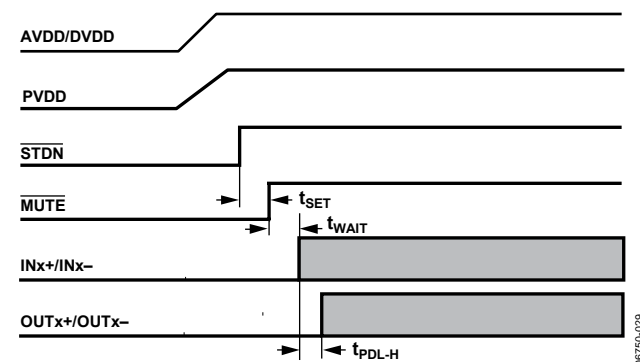 AVDD/DVDD
PVDD
STDN
MUTE
tSET
tWAIT
INx+/INx–
OUTx+/OUTx–
tPDL-H